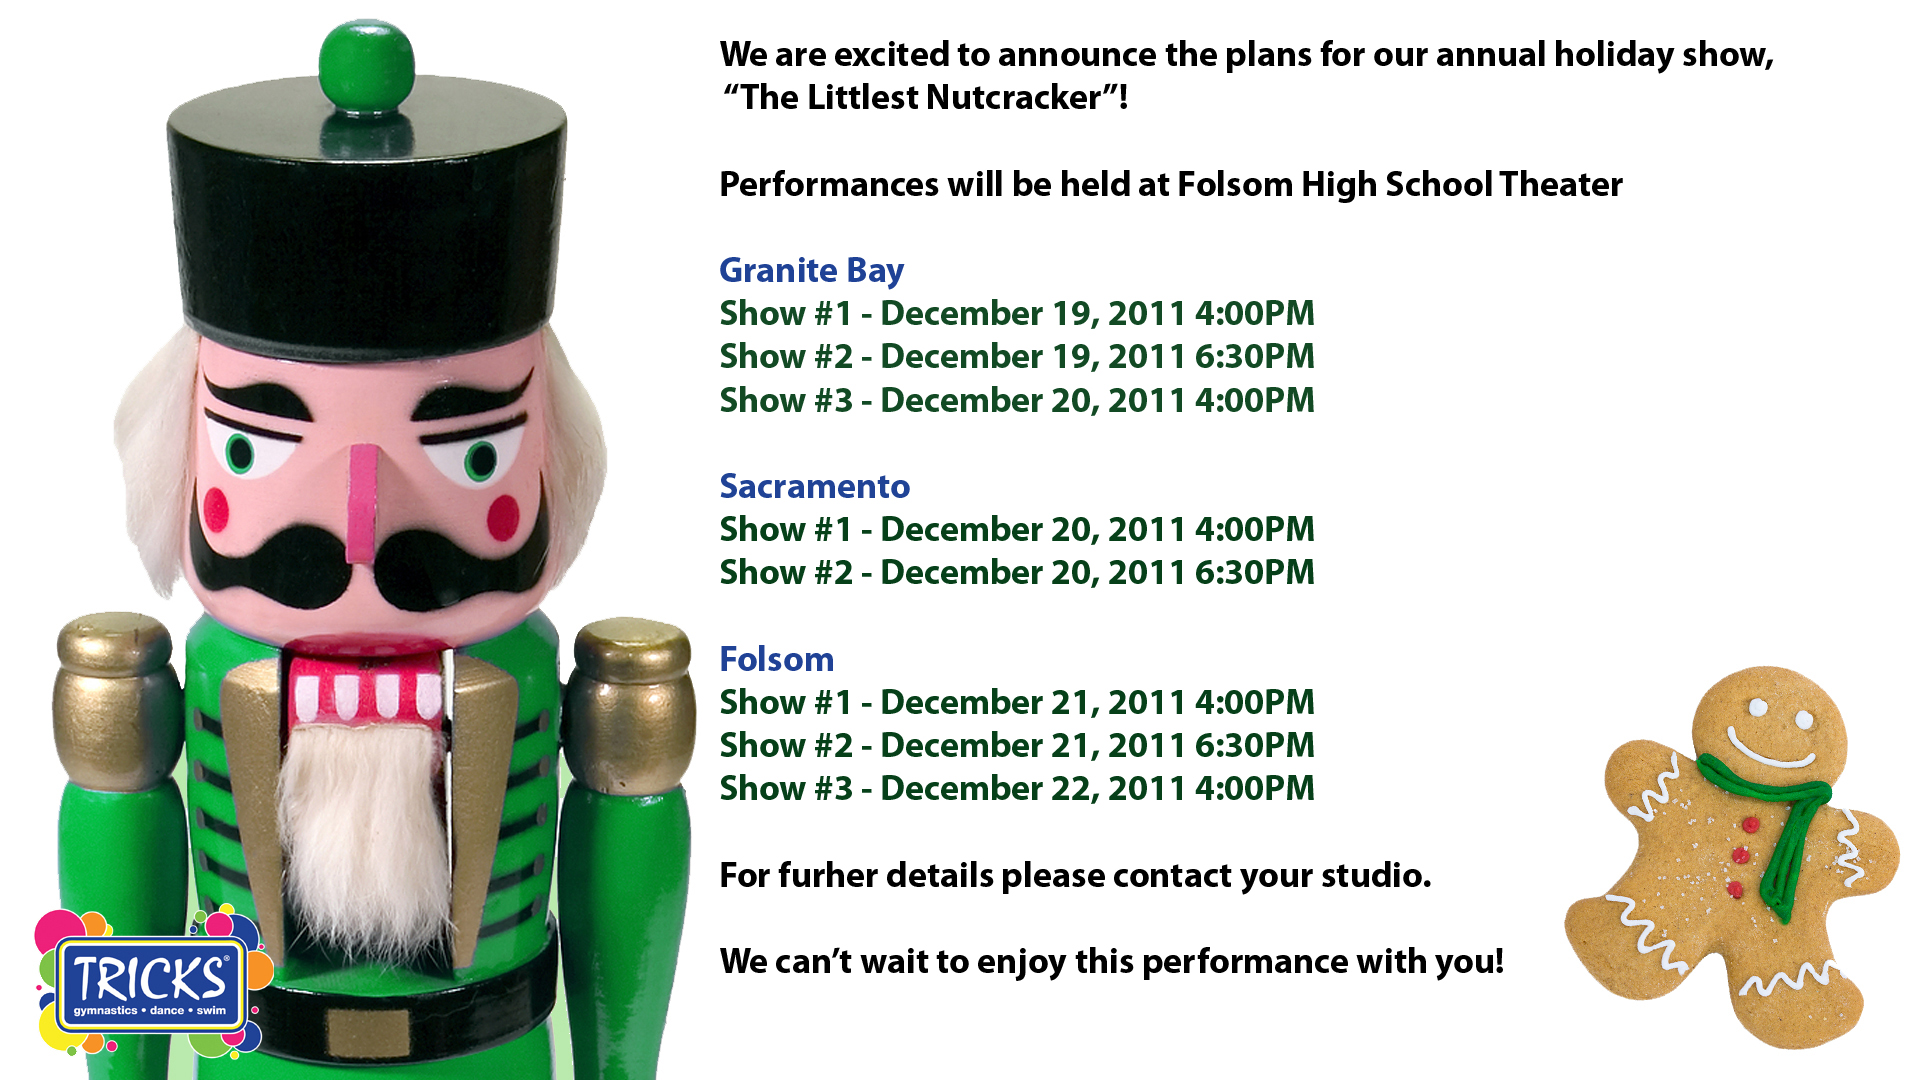 We are excited to announce the plans for our annual holiday show,
“The Littlest Nutcracker”!
Performances will be held at Folsom High School Theater
Granite Bay
Show #1 - December 19, 2011 4:00PM
Show #2 - December 19, 2011 6:30PM
Show #3 - December 20, 2011 4:00PM
Sacramento
Show #1 - December 20, 2011 4:00PM
Show #2 - December 20, 2011 6:30PM
Folsom
Show #1 - December 21, 2011 4:00PM
Show #2 - December 21, 2011 6:30PM
Show #3 - December 22, 2011 4:00PM
For furher details please contact your studio.
We can’t wait to enjoy this performance with you!
TRICKS®
gymnastics • dance • swim